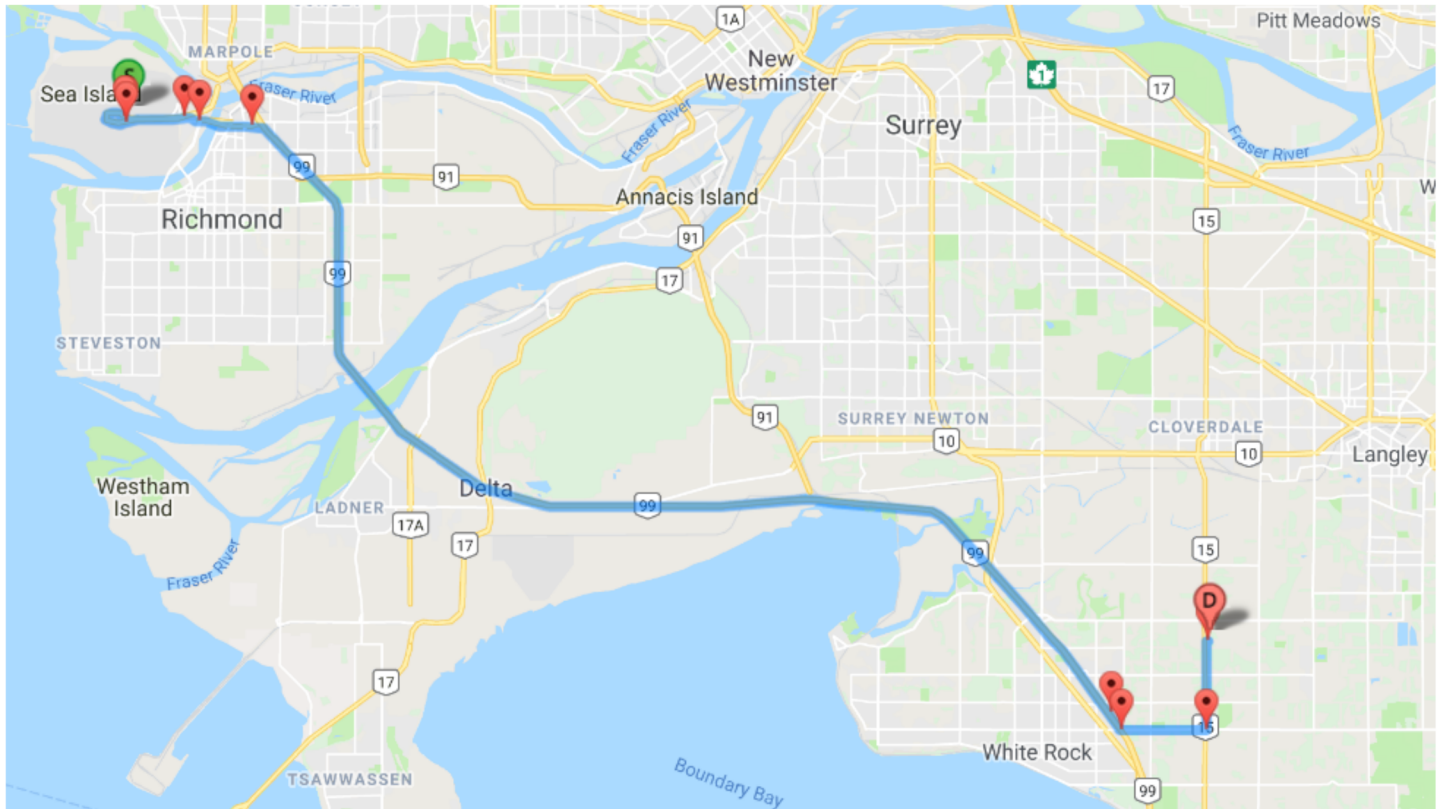 1A
Pitt Meadows
MARPOLE
New
Westminster
1
17
S
Sea Isla
Fraser River
Fraser River
Surrey
Fraser River
99
91
W
Annacis Island
15
Richmond
91
99
17
STEVESTON
91
SURREY NEWTON
CLOVERDALE
10
10
Langley
Westham
Island
Delta
LADNER
99
17A
17
99
15
Fraser River
D
17
15
White Rock
Boundary Bay
TSAWWASSEN
99